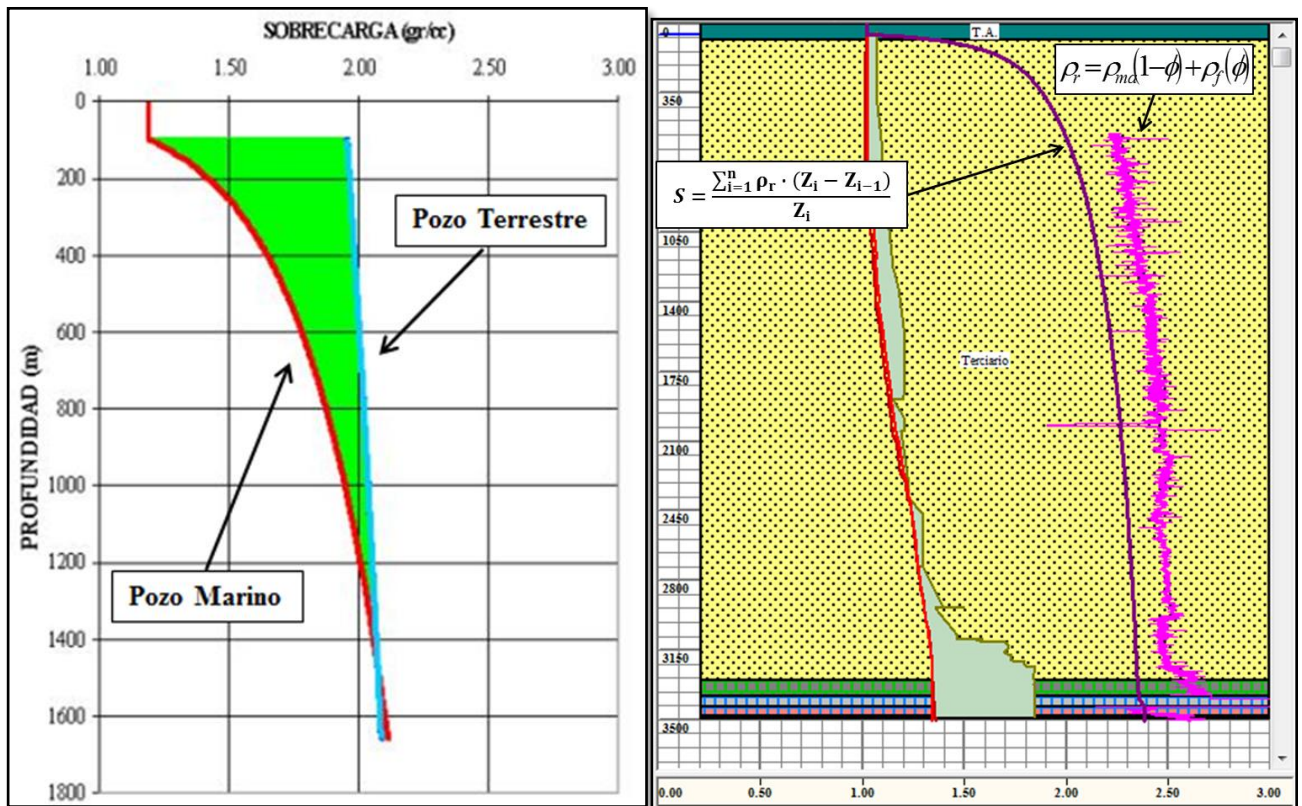 SOBRECARGA (gr/cc)
1.00 1.50 2.00 2.50 3.00
PROFUNDIDAD (m)
0
200
400
600
800
1000
1200
1400
1600
1800
Pozo Terrestre
Pozo Marino
T.A.
ρr = ρma(1−ϕ)+ρf(ϕ)
S = ∑ⁿᵢ₌₁ ρr · (Zi − Zi−1) / Zi
Terciario
0
350
1050
1400
1750
2100
2450
2800
3150
3500
0.00 0.50 1.00 1.50 2.00 2.50 3.00